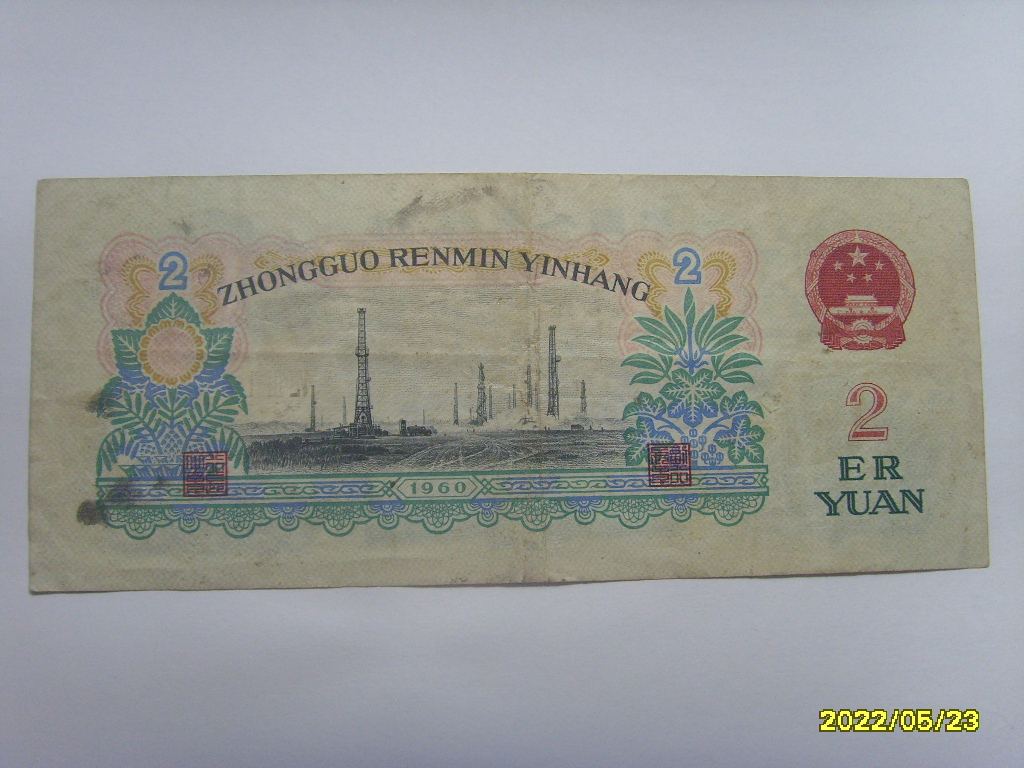 ZHONGGUO RENMIN YINHANG
2
2
2
ER
YUAN
1960
2022/05/23